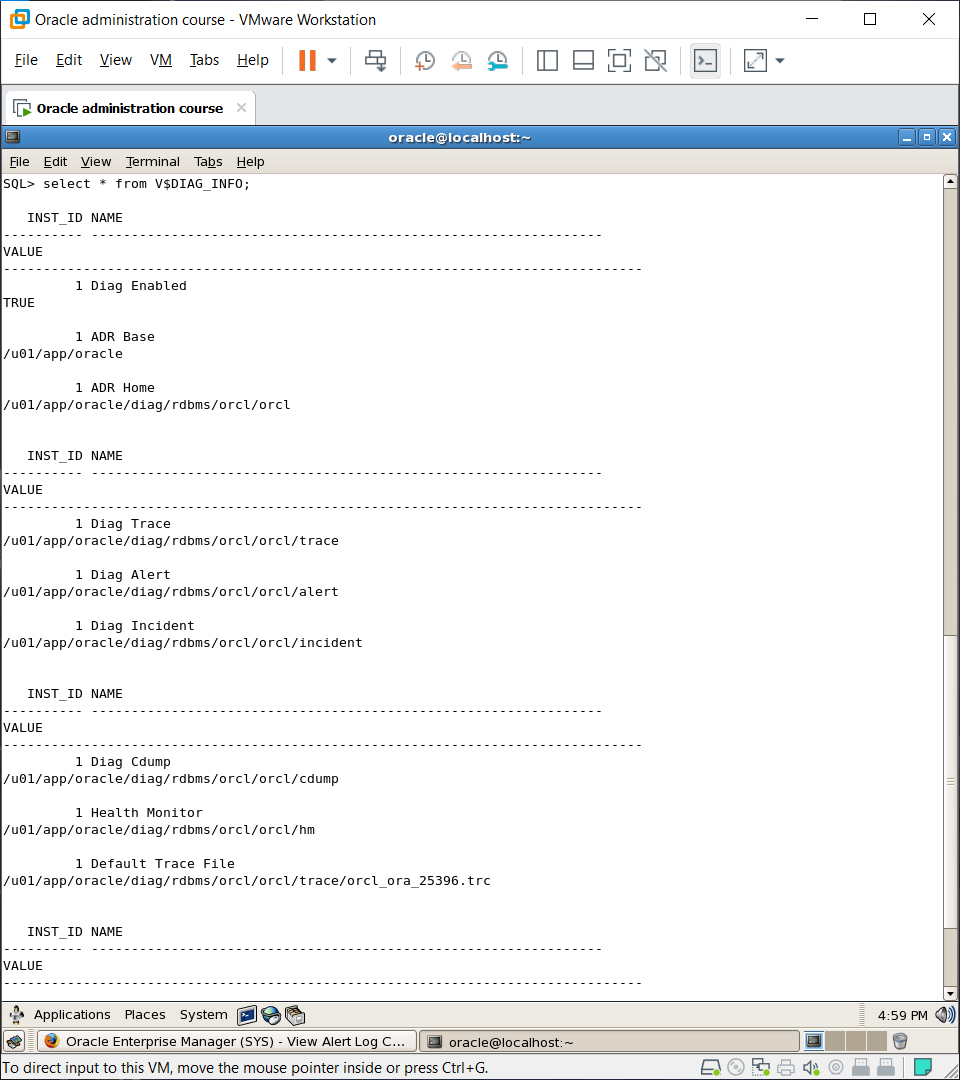 Oracle administration course - VMware Workstation
File Edit View VM Tabs Help
Oracle administration course
oracle@localhost:~
File Edit View Terminal Tabs Help
SQL> select * from V$DIAG_INFO;
   INST_ID NAME
---------- ----------------------------------------------------------------
VALUE
--------------------------------------------------------------------------------
         1 Diag Enabled
TRUE
         1 ADR Base
/u01/app/oracle
         1 ADR Home
/u01/app/oracle/diag/rdbms/orcl/orcl
   INST_ID NAME
---------- ----------------------------------------------------------------
VALUE
--------------------------------------------------------------------------------
         1 Diag Trace
/u01/app/oracle/diag/rdbms/orcl/orcl/trace
         1 Diag Alert
/u01/app/oracle/diag/rdbms/orcl/orcl/alert
         1 Diag Incident
/u01/app/oracle/diag/rdbms/orcl/orcl/incident
   INST_ID NAME
---------- ----------------------------------------------------------------
VALUE
--------------------------------------------------------------------------------
         1 Diag Cdump
/u01/app/oracle/diag/rdbms/orcl/orcl/cdump
         1 Health Monitor
/u01/app/oracle/diag/rdbms/orcl/orcl/hm
         1 Default Trace File
/u01/app/oracle/diag/rdbms/orcl/orcl/trace/orcl_ora_25396.trc
   INST_ID NAME
---------- ----------------------------------------------------------------
VALUE
--------------------------------------------------------------------------------
Applications Places System 4:59 PM
Oracle Enterprise Manager (SYS) - View Alert Log C... oracle@localhost:~
To direct input to this VM, move the mouse pointer inside or press Ctrl+G.